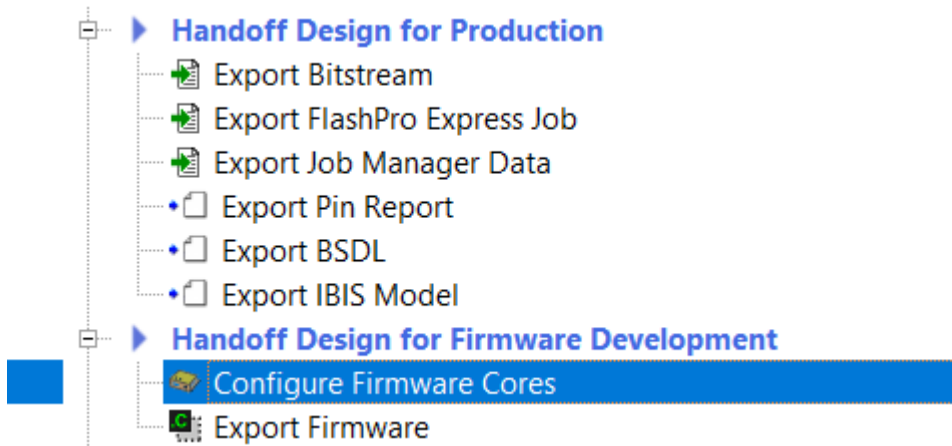 Handoff Design for Production
Export Bitstream
Export FlashPro Express Job
Export Job Manager Data
Export Pin Report
Export BSDL
Export IBIS Model
Handoff Design for Firmware Development
Configure Firmware Cores
.C
Export Firmware